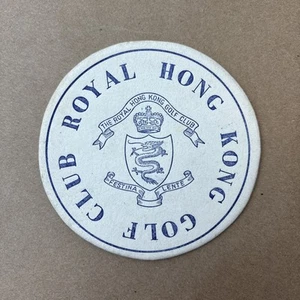 ROYAL HONG KONG GOLF CLUB
THE ROYAL HONG KONG GOLF CLUB
FESTINA LENTE